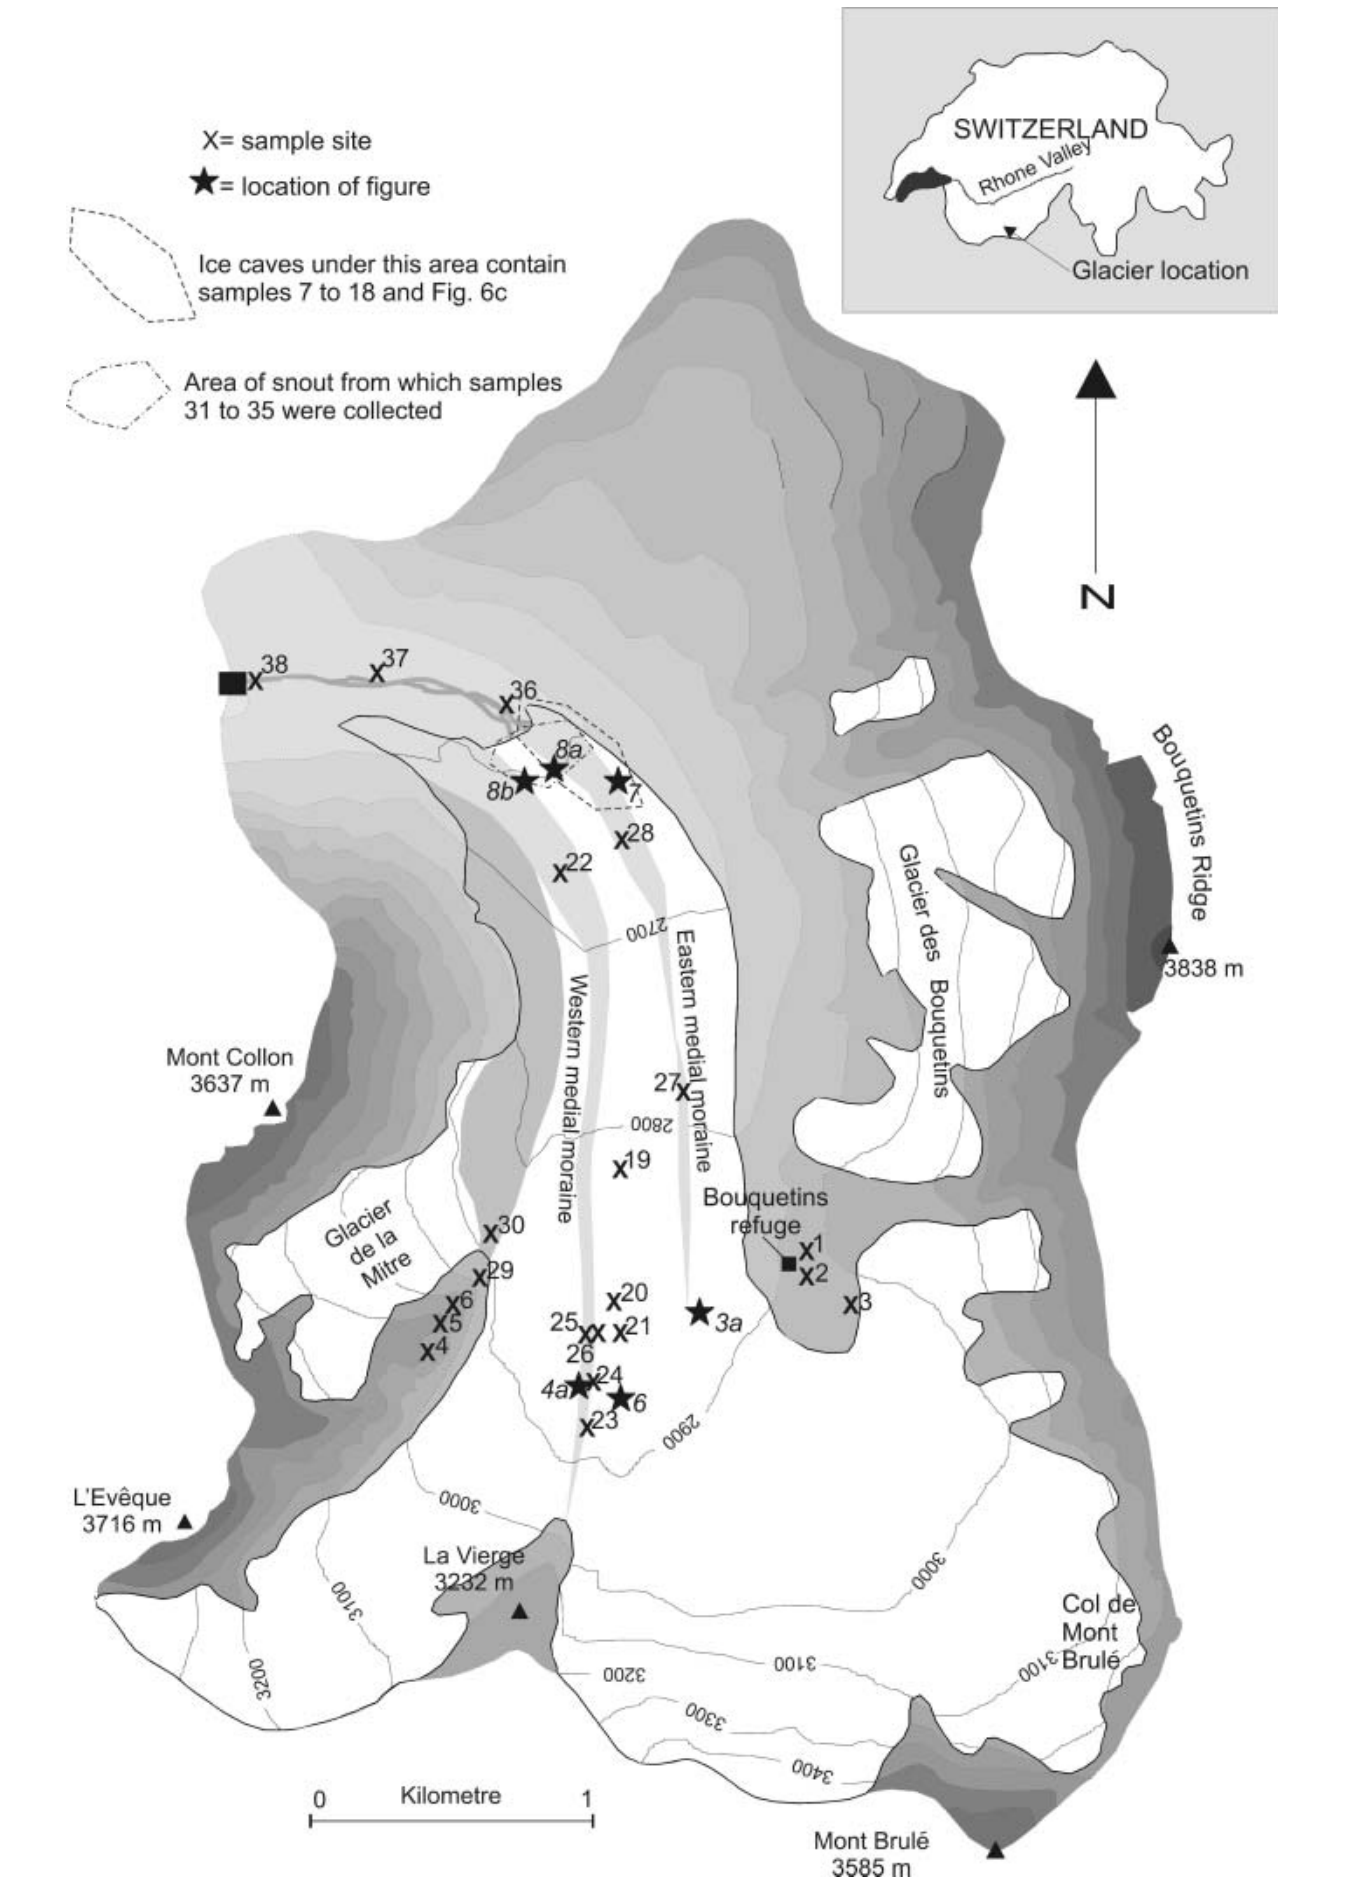 SWITZERLAND
Rhone Valley
Glacier location
X= sample site
★= location of figure
Ice caves under this area contain
samples 7 to 18 and Fig. 6c
Area of snout from which samples
31 to 35 were collected
N
38
37
36
8a
8b
7
28
22
2700
Western medial moraine
Eastern medial moraine
Glacier des
Bouquetins
Bouquetins Ridge
3838 m
Mont Collon
3637 m
27
2800
19
Bouquetins
refuge
1
2
3
Glacier
de la
Mitre
30
29
6
5
4
20
25
21
26
3a
24
4a
6
23
2900
L'Evêque
3716 m
3000
La Vierge
3232 m
3000
Col de
Mont
Brulé
3100
3100
3100
3200
3200
3300
3400
0
Kilometre
1
Mont Brulé
3585 m